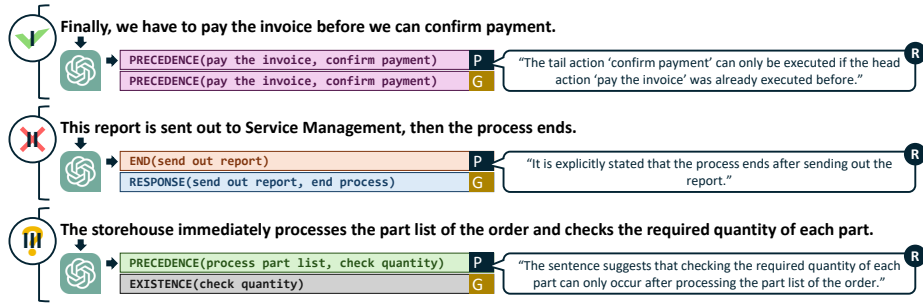 I
Finally, we have to pay the invoice before we can confirm payment.
R
PRECEDENCE(pay the invoice, confirm payment) P
PRECEDENCE(pay the invoice, confirm payment) G
“The tail action ‘confirm payment’ can only be executed if the head
action ‘pay the invoice’ was already executed before.”
II
This report is sent out to Service Management, then the process ends.
R
END(send out report) P
RESPONSE(send out report, end process) G
“It is explicitly stated that the process ends after sending out the
report.”
III
The storehouse immediately processes the part list of the order and checks the required quantity of each part.
R
PRECEDENCE(process part list, check quantity) P
EXISTENCE(check quantity) G
“The sentence suggests that checking the required quantity of each
part can only occur after processing the part list of the order.”